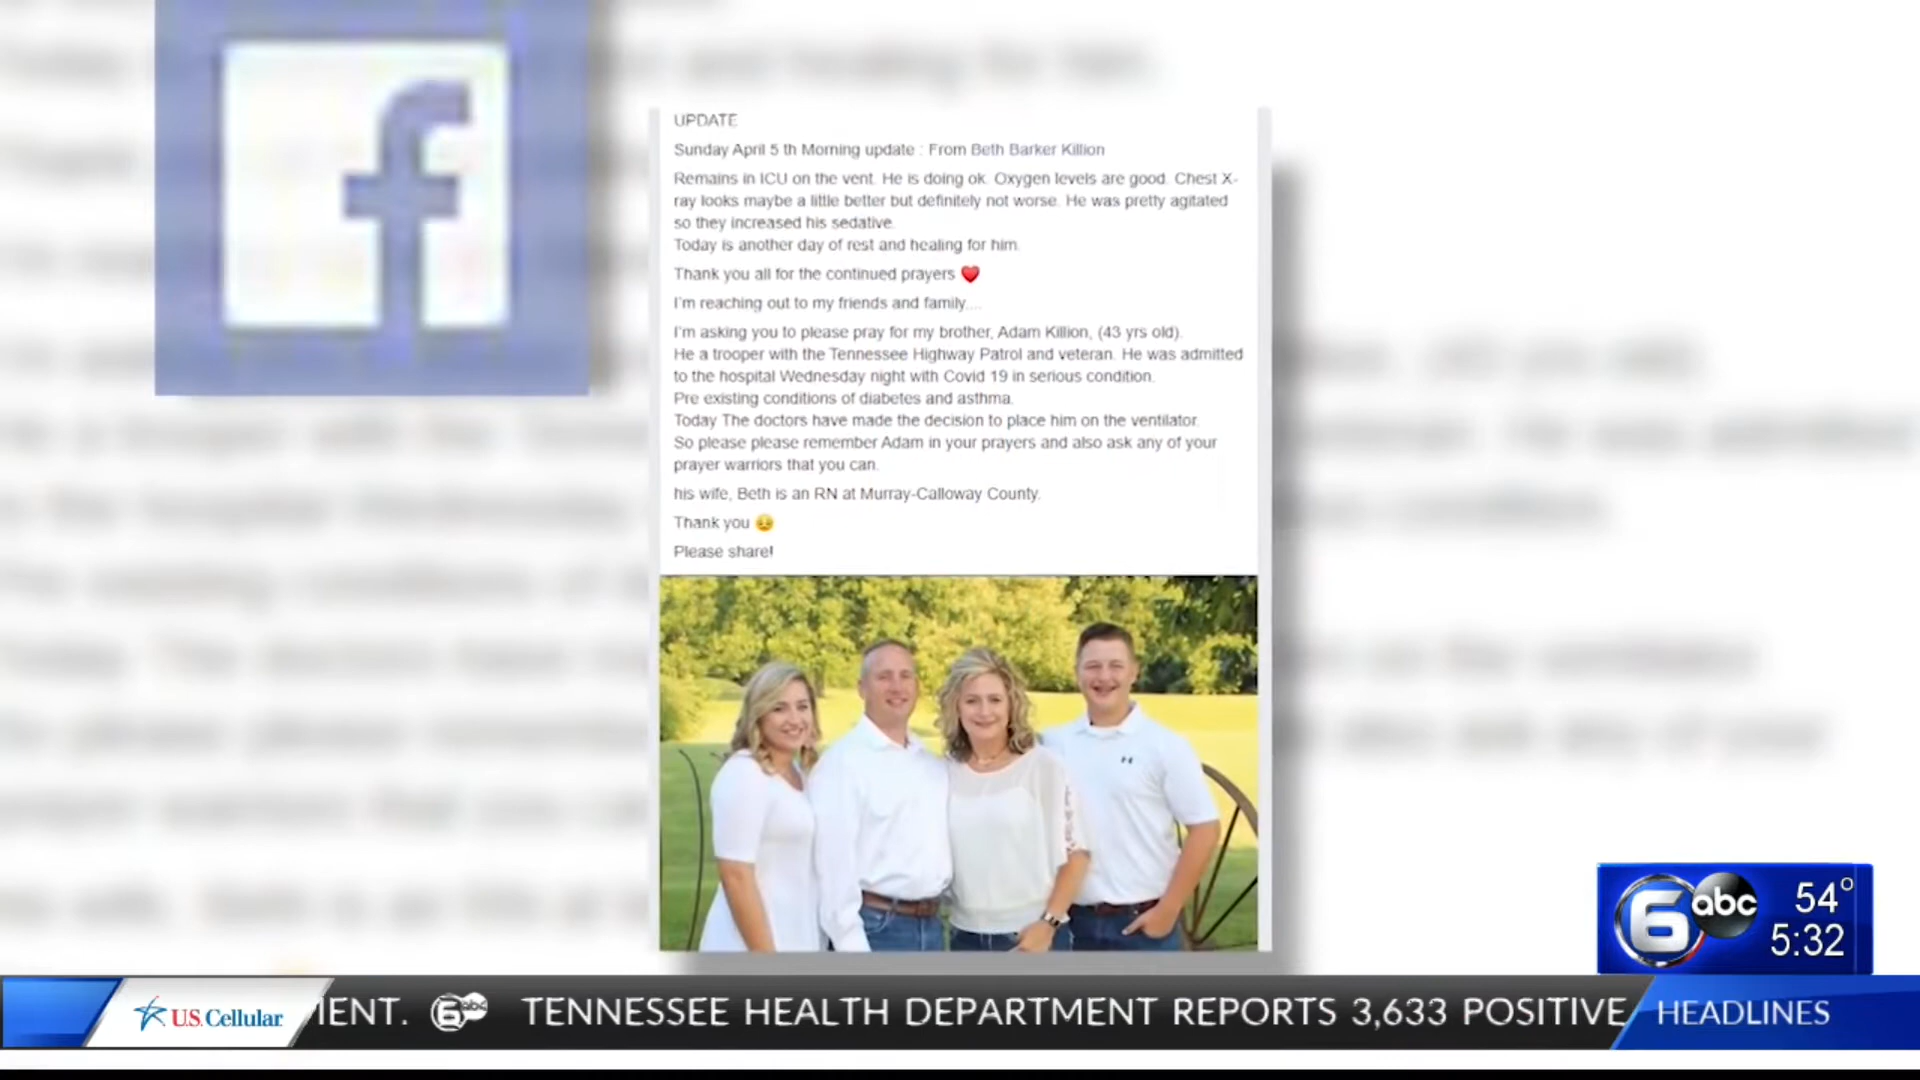 UPDATE
Sunday April 5 th Morning update : From Beth Barker Killion
Remains in ICU on the vent. He is doing ok. Oxygen levels are good. Chest X-
ray looks maybe a little better but definitely not worse. He was pretty agitated
so they increased his sedative.
Today is another day of rest and healing for him.
Thank you all for the continued prayers ❤️
I'm reaching out to my friends and family....
I'm asking you to please pray for my brother, Adam Killion, (43 yrs old).
He a trooper with the Tennessee Highway Patrol and veteran. He was admitted
to the hospital Wednesday night with Covid 19 in serious condition.
Pre existing conditions of diabetes and asthma.
Today The doctors have made the decision to place him on the ventilator.
So please please remember Adam in your prayers and also ask any of your
prayer warriors that you can.
his wife, Beth is an RN at Murray-Calloway County.
Thank you 😣
Please share!
6 abc 54°
5:32
U.S. Cellular IENT. 6 abc TENNESSEE HEALTH DEPARTMENT REPORTS 3,633 POSITIVE HEADLINES